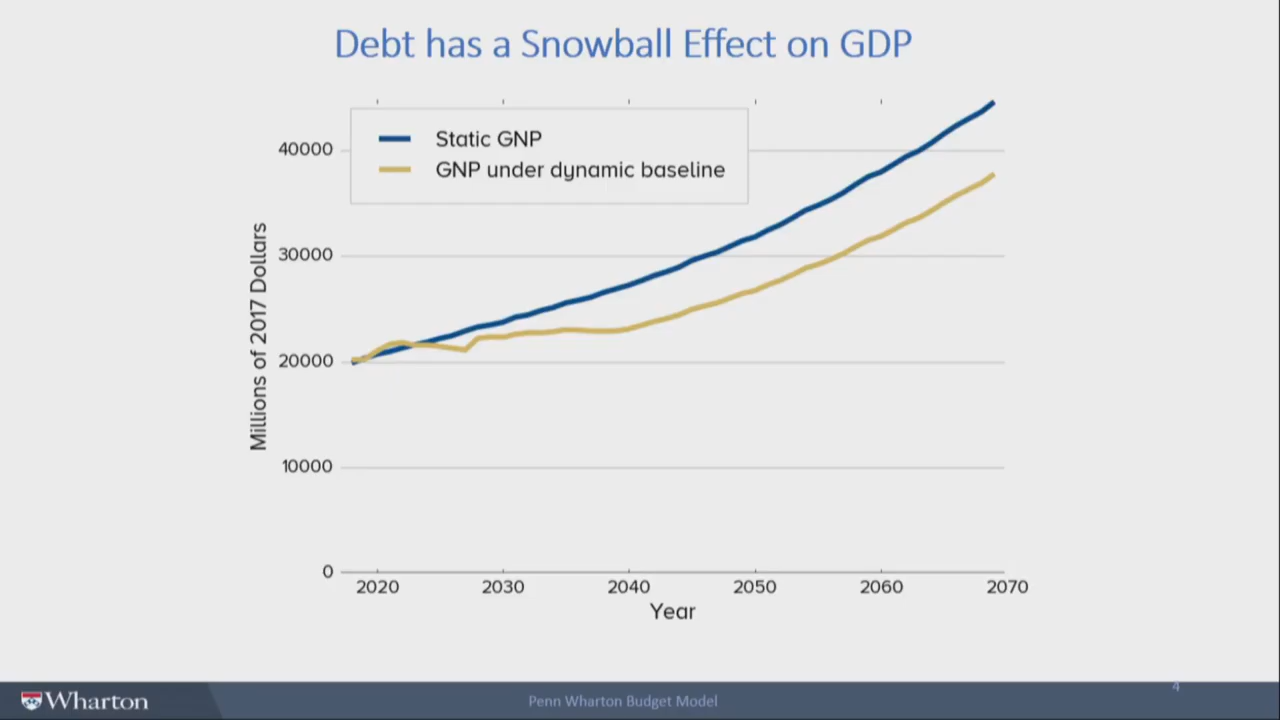 Debt has a Snowball Effect on GDP
Static GNP
GNP under dynamic baseline
40000
30000
20000
10000
0
Millions of 2017 Dollars
2020 2030 2040 2050 2060 2070
Year
Wharton
Penn Wharton Budget Model
4